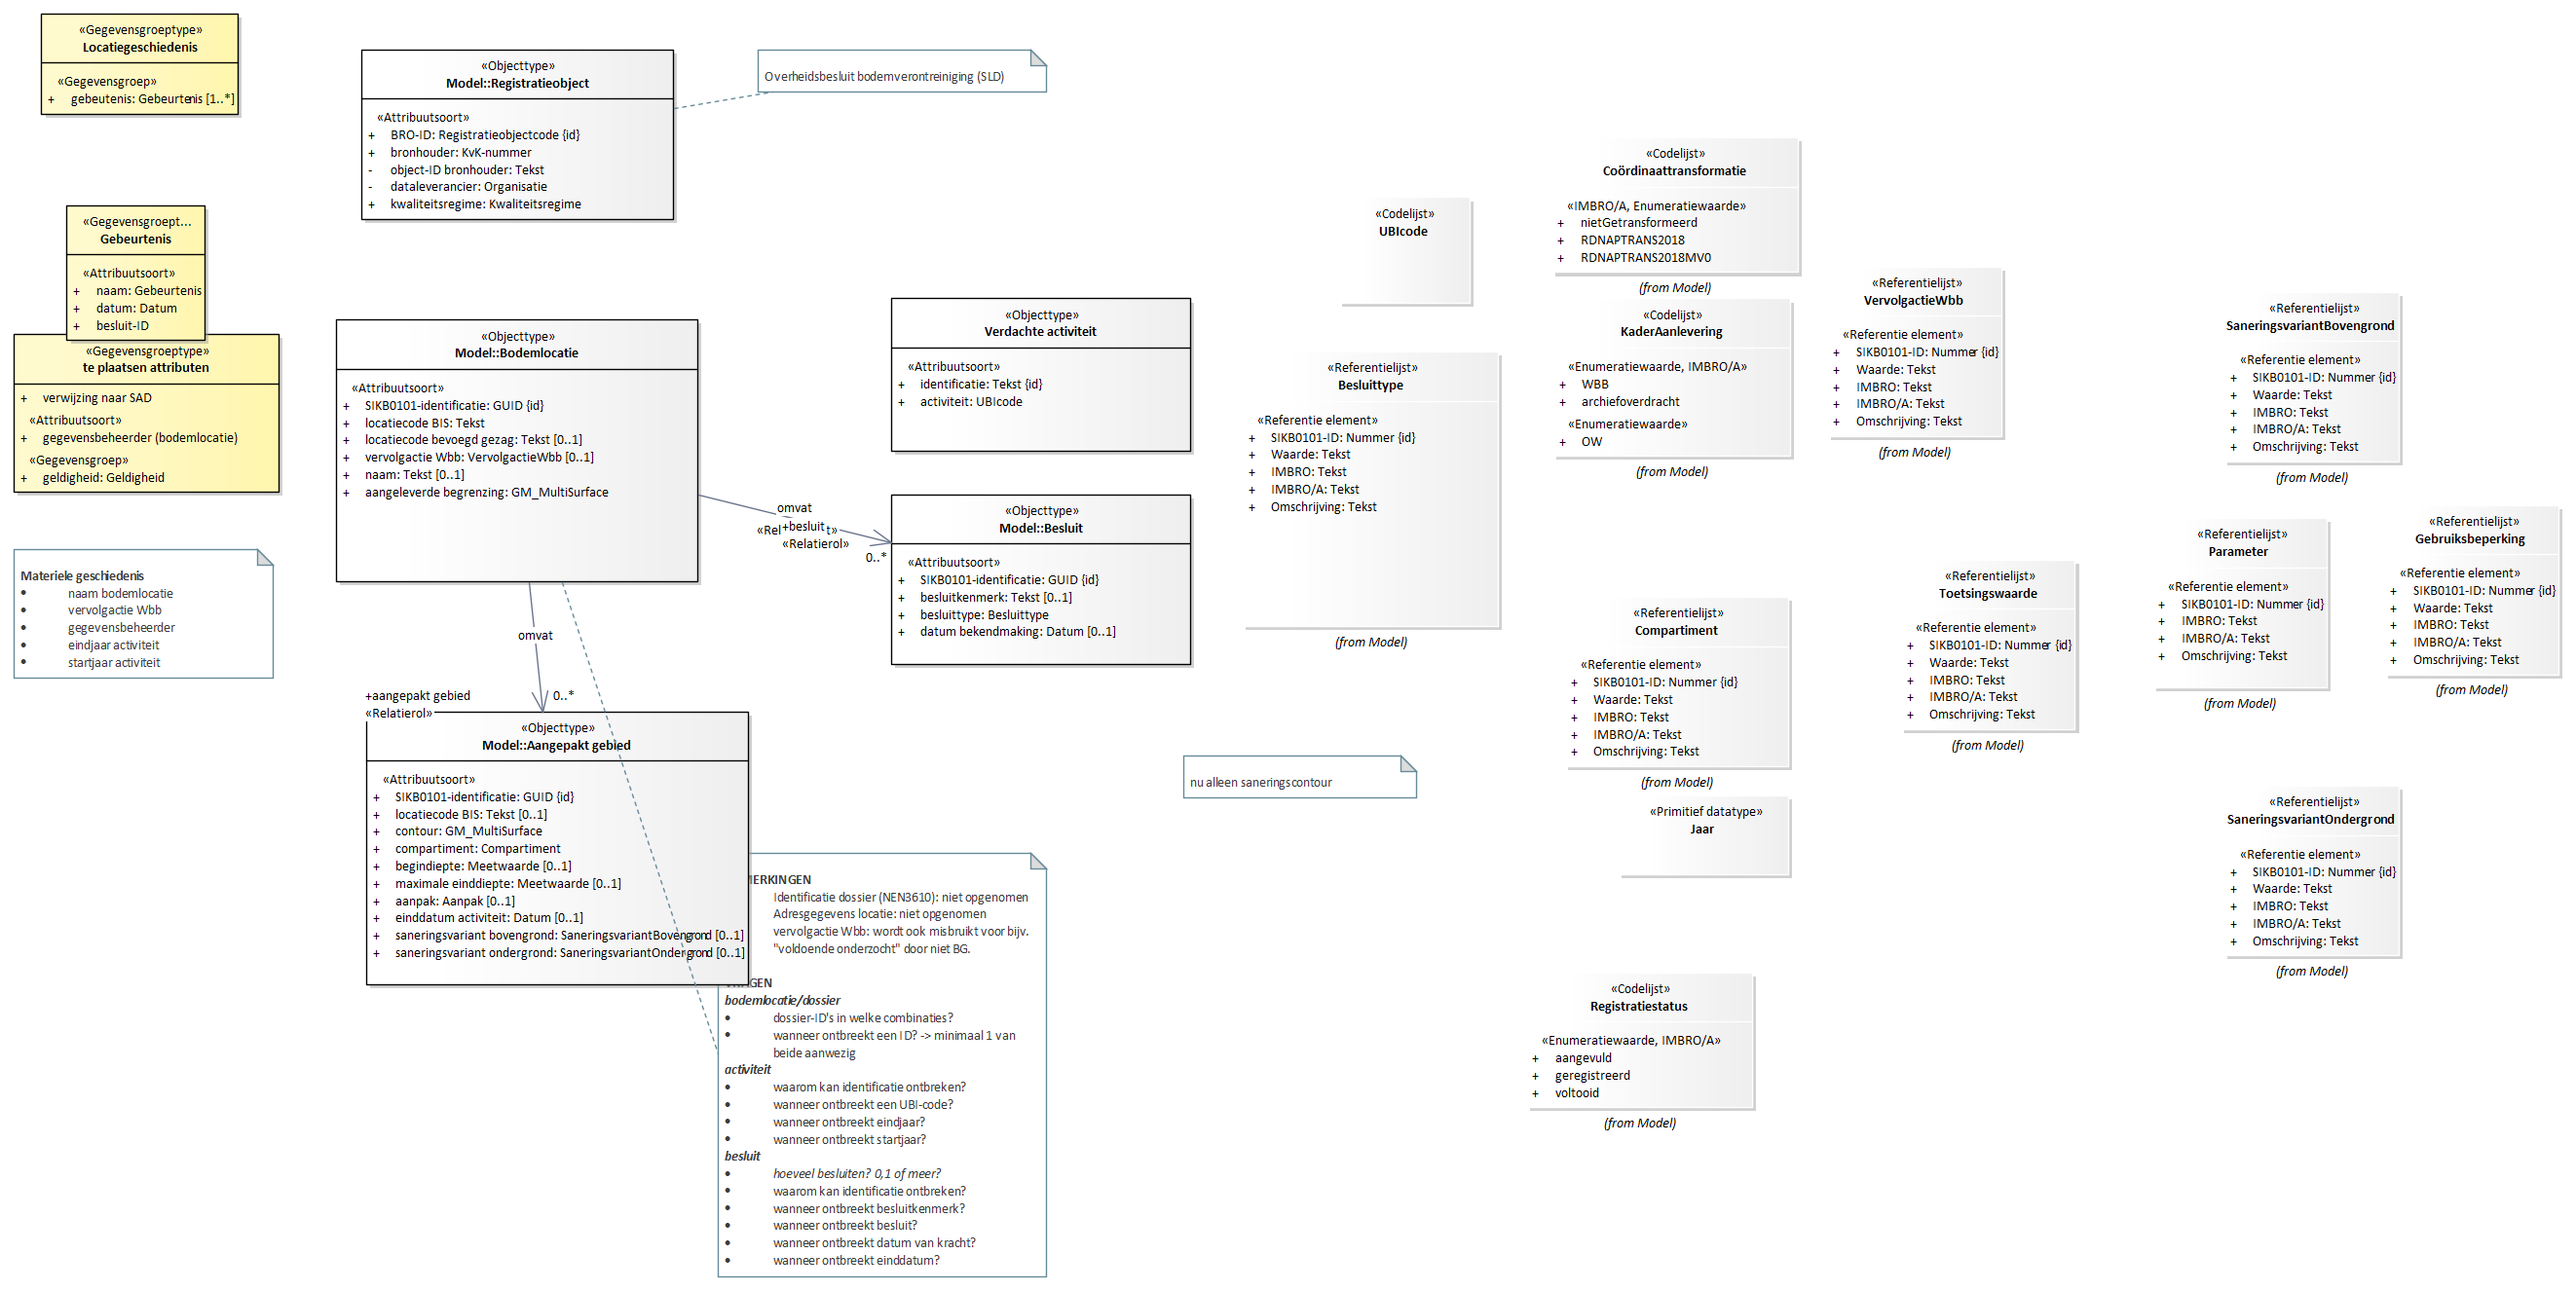 «Gegevensgroeptype»
Locatiegeschiedenis
«Gegevensgroep»
+ gebeutenis: Gebeurtenis [1..*]
«Gegevensgroept...
Gebeurtenis
«Attribuutsoort»
+ naam: Gebeurtenis
+ datum: Datum
+ besluit-ID
«Gegevensgroeptype»
te plaatsen attributen
+ verwijzing naar SAD
«Attribuutsoort»
+ gegevensbeheerder (bodemlocatie)
«Gegevensgroep»
+ geldigheid: Geldigheid
Materiele geschiedenis
• naam bodemlocatie
• vervolgactie Wbb
• gegevensbeheerder
• eindjaar activiteit
• startjaar activiteit
«Objecttype»
Model::Registratieobject
«Attribuutsoort»
+ BRO-ID: Registratieobjectcode {id}
+ bronhouder: KvK-nummer
- object-ID bronhouder: Tekst
- dataleverancier: Organisatie
+ kwaliteitsregime: Kwaliteitsregime
Overheidsbesluit bodemverontreiniging (SLD)
«Objecttype»
Model::Bodemlocatie
«Attribuutsoort»
+ SIKB0101-identificatie: GUID {id}
+ locatiecode BIS: Tekst
+ locatiecode bevoegd gezag: Tekst [0..1]
+ vervolgactie Wbb: VervolgactieWbb [0..1]
+ naam: Tekst [0..1]
+ aangeleverde begrenzing: GM_MultiSurface
omvat
+besluit
«Relatierol»
0..*
omvat
+aangepakt gebied
0..*
«Relatierol»
«Objecttype»
Verdachte activiteit
«Attribuutsoort»
+ identificatie: Tekst {id}
+ activiteit: UBIcode
«Objecttype»
Model::Besluit
«Attribuutsoort»
+ SIKB0101-identificatie: GUID {id}
+ besluitkenmerk: Tekst [0..1]
+ besluittype: Besluittype
+ datum bekendmaking: Datum [0..1]
«Objecttype»
Model::Aangepakt gebied
«Attribuutsoort»
+ SIKB0101-identificatie: GUID {id}
+ locatiecode BIS: Tekst [0..1]
+ contour: GM_MultiSurface
+ compartiment: Compartiment
+ begindiepte: Meetwaarde [0..1]
+ maximale einddiepte: Meetwaarde [0..1]
+ aanpak: Aanpak [0..1]
+ einddatum activiteit: Datum [0..1]
+ saneringsvariant bovengrond: SaneringsvariantBovengrond [0..1]
+ saneringsvariant ondergrond: SaneringsvariantOndergrond [0..1]
Identificatie dossier (NEN3610): niet opgenomen
Adresgegevens locatie: niet opgenomen
vervolgactie Wbb: wordt ook misbruikt voor bijv.
"voldoende onderzocht" door niet BG.
bodemlocatie/dossier
• dossier-ID's in welke combinaties?
• wanneer ontbreekt een ID? -> minimaal 1 van
beide aanwezig
activiteit
• waarom kan identificatie ontbreken?
• wanneer ontbreekt een UBI-code?
• wanneer ontbreekt eindjaar?
• wanneer ontbreekt startjaar?
besluit
• hoeveel besluiten? 0,1 of meer?
• waarom kan identificatie ontbreken?
• wanneer ontbreekt besluitkenmerk?
• wanneer ontbreekt besluit?
• wanneer ontbreekt datum van kracht?
• wanneer ontbreekt einddatum?
nu alleen saneringscontour
«Codelijst»
UBIcode
«Referentielijst»
Besluittype
«Referentie element»
+ SIKB0101-ID: Nummer {id}
+ Waarde: Tekst
+ IMBRO: Tekst
+ IMBRO/A: Tekst
+ Omschrijving: Tekst
(from Model)
«Codelijst»
Coördinaattransformatie
«IMBRO/A, Enumeratiewaarde»
+ nietGetransformeerd
+ RDNAPTRANS2018
+ RDNAPTRANS2018MV0
(from Model)
«Codelijst»
KaderAanlevering
«Enumeratiewaarde, IMBRO/A»
+ WBB
+ archiefoverdracht
«Enumeratiewaarde»
+ OW
(from Model)
«Referentielijst»
VervolgactieWbb
«Referentie element»
+ SIKB0101-ID: Nummer {id}
+ Waarde: Tekst
+ IMBRO: Tekst
+ IMBRO/A: Tekst
+ Omschrijving: Tekst
(from Model)
«Referentielijst»
SaneringsvariantBovengrond
«Referentie element»
+ SIKB0101-ID: Nummer {id}
+ Waarde: Tekst
+ IMBRO: Tekst
+ IMBRO/A: Tekst
+ Omschrijving: Tekst
(from Model)
«Referentielijst»
Compartiment
«Referentie element»
+ SIKB0101-ID: Nummer {id}
+ Waarde: Tekst
+ IMBRO: Tekst
+ IMBRO/A: Tekst
+ Omschrijving: Tekst
(from Model)
«Referentielijst»
Toetsingswaarde
«Referentie element»
+ SIKB0101-ID: Nummer {id}
+ Waarde: Tekst
+ IMBRO: Tekst
+ IMBRO/A: Tekst
+ Omschrijving: Tekst
(from Model)
«Referentielijst»
Parameter
«Referentie element»
+ SIKB0101-ID: Nummer {id}
+ IMBRO: Tekst
+ IMBRO/A: Tekst
+ Omschrijving: Tekst
(from Model)
«Referentielijst»
Gebruiksbeperking
«Referentie element»
+ SIKB0101-ID: Nummer {id}
+ Waarde: Tekst
+ IMBRO: Tekst
+ IMBRO/A: Tekst
+ Omschrijving: Tekst
(from Model)
«Primitief datatype»
Jaar
«Referentielijst»
SaneringsvariantOndergrond
«Referentie element»
+ SIKB0101-ID: Nummer {id}
+ Waarde: Tekst
+ IMBRO: Tekst
+ IMBRO/A: Tekst
+ Omschrijving: Tekst
(from Model)
«Codelijst»
Registratiestatus
«Enumeratiewaarde, IMBRO/A»
+ aangevuld
+ geregistreerd
+ voltooid
(from Model)